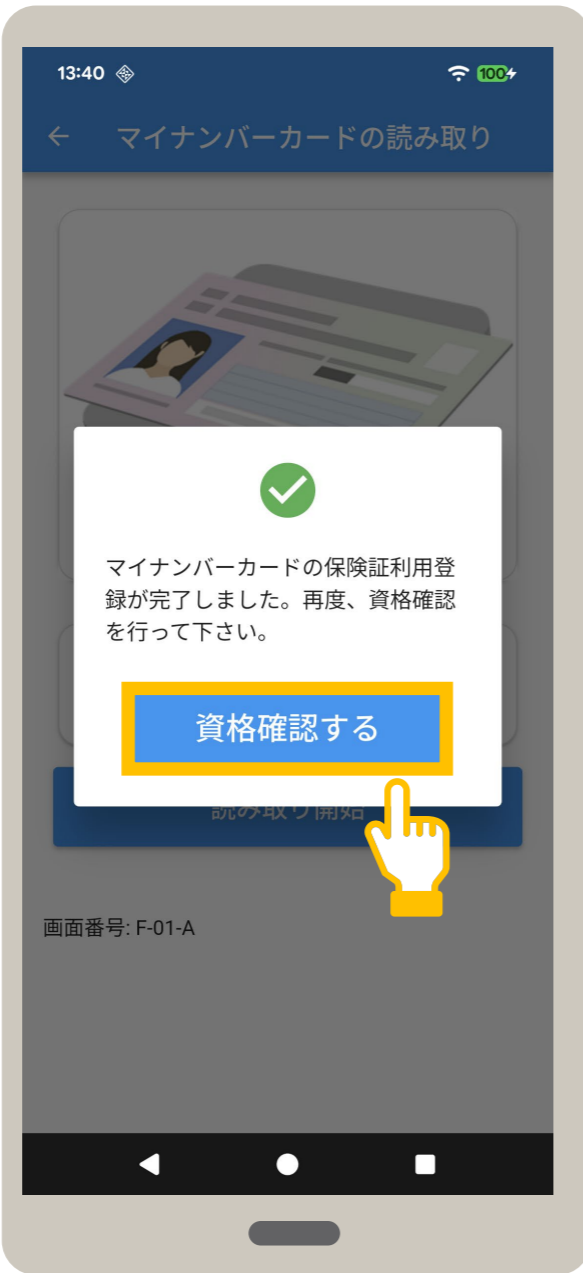 13:40
100
マイナンバーカードの読み取り
マイナンバーカードの保険証利用登
録が完了しました。再度、資格確認
を行って下さい。
資格確認する
読み取り開始
画面番号: F-01-A